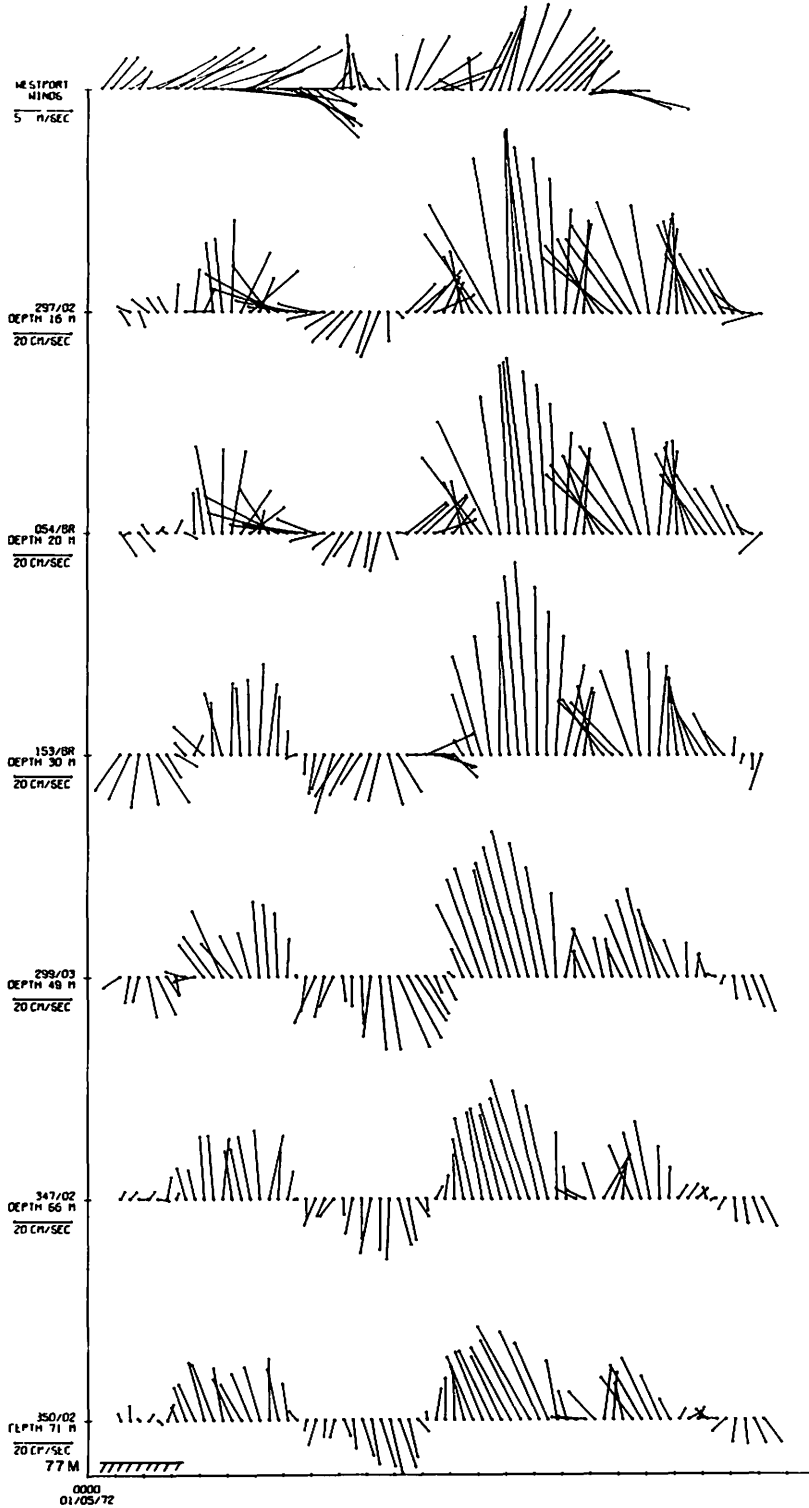 WESTPORT
WINDS
5 M/SEC
297/02
DEPTH 16 M
20 CM/SEC
054/BR
DEPTH 20 M
20 CM/SEC
153/BR
DEPTH 30 M
20 CM/SEC
299/03
DEPTH 49 M
20 CM/SEC
347/02
DEPTH 66 M
20 CM/SEC
350/02
DEPTH 71 M
20 CM/SEC
77 M
0000
01/05/72